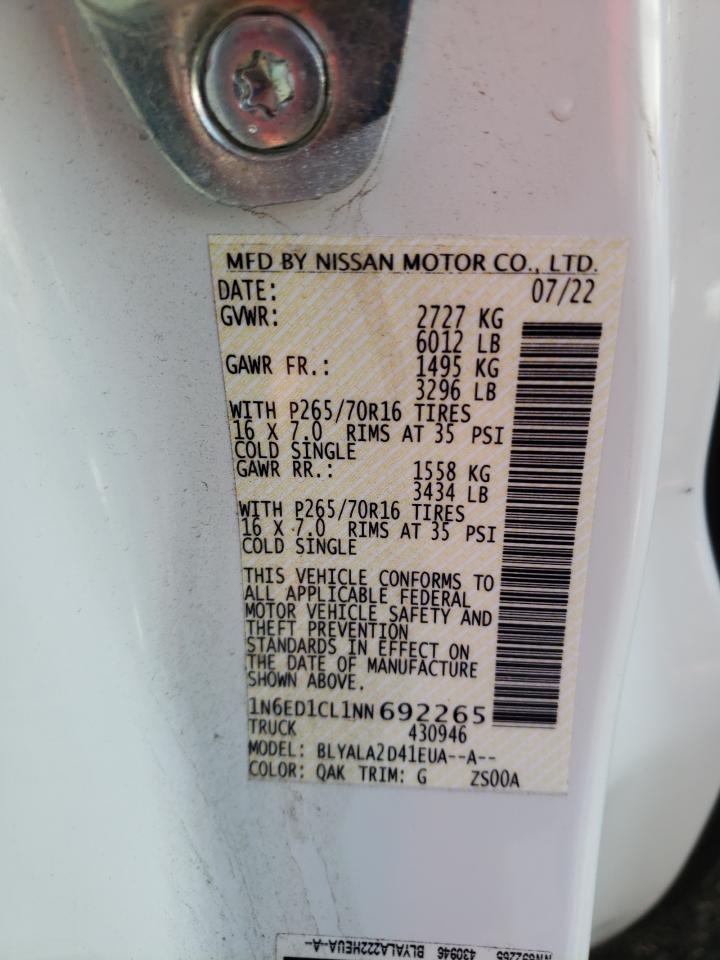 MFD BY NISSAN MOTOR CO., LTD.
DATE: 07/22
GVWR: 2727 KG
6012 LB
GAWR FR.: 1495 KG
3296 LB
WITH P265/70R16 TIRES
16 X 7.0 RIMS AT 35 PSI
COLD SINGLE
GAWR RR.: 1558 KG
3434 LB
WITH P265/70R16 TIRES
16 X 7.0 RIMS AT 35 PSI
COLD SINGLE
THIS VEHICLE CONFORMS TO
ALL APPLICABLE FEDERAL
MOTOR VEHICLE SAFETY AND
THEFT PREVENTION
STANDARDS IN EFFECT ON
THE DATE OF MANUFACTURE
SHOWN ABOVE.
1N6ED1CL1NN692265
TRUCK 430946
MODEL: BLYALA2D41EUA--A--
COLOR: QAK TRIM: G ZS00A
NN692265 430946 BLYALA222HEUA-A-